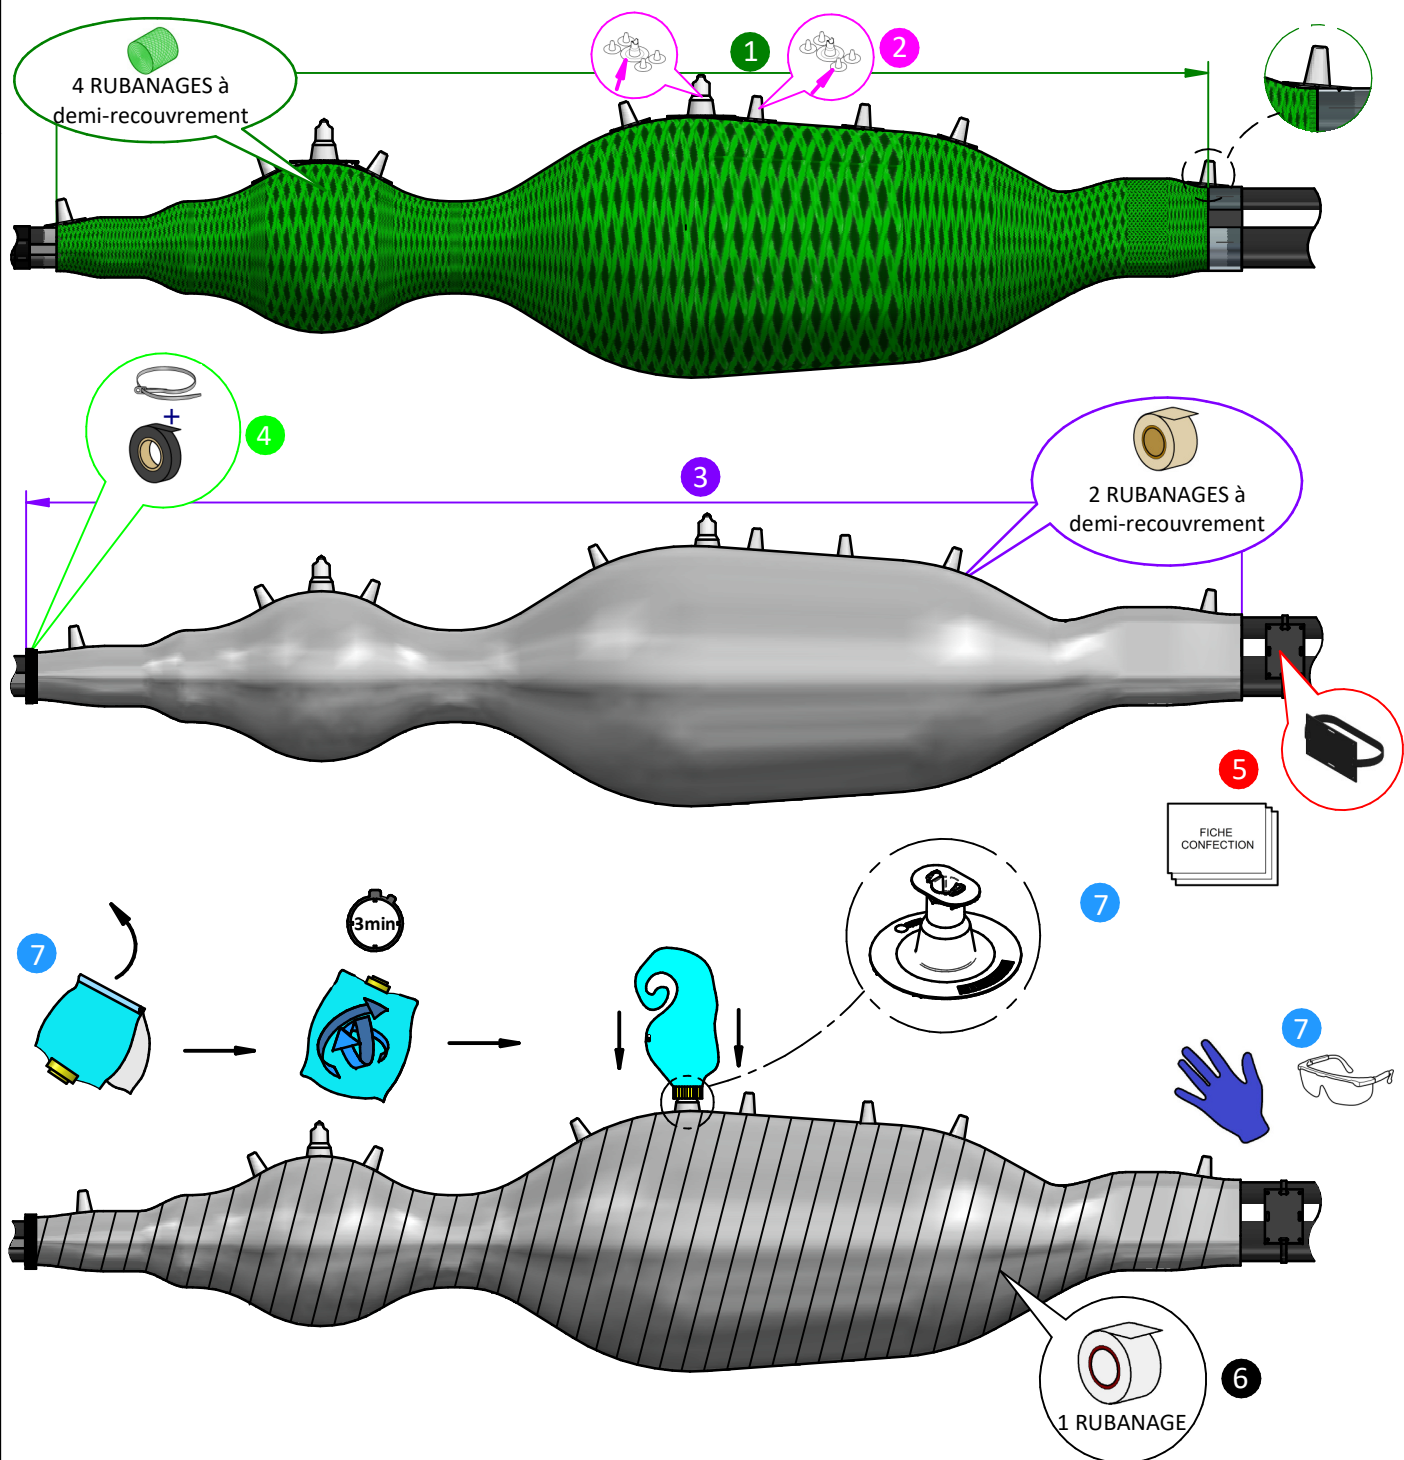 4 RUBANAGES à
demi-recouvrement
1
2
4
+
3
2 RUBANAGES à
demi-recouvrement
5
FICHE
CONFECTION
7
3min
7
7
6
1 RUBANAGE